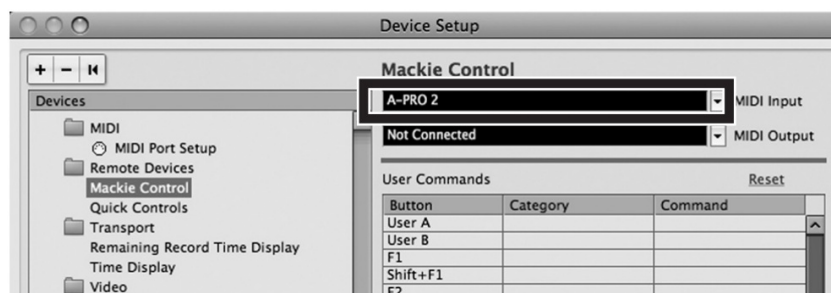 Device Setup
+ - I◀
Devices
MIDI
MIDI Port Setup
Remote Devices
Mackie Control
Quick Controls
Transport
Remaining Record Time Display
Time Display
Video
Mackie Control
A-PRO 2 MIDI Input
Not Connected MIDI Output
User Commands Reset
Button Category Command
User A
User B
F1
Shift+F1
F2